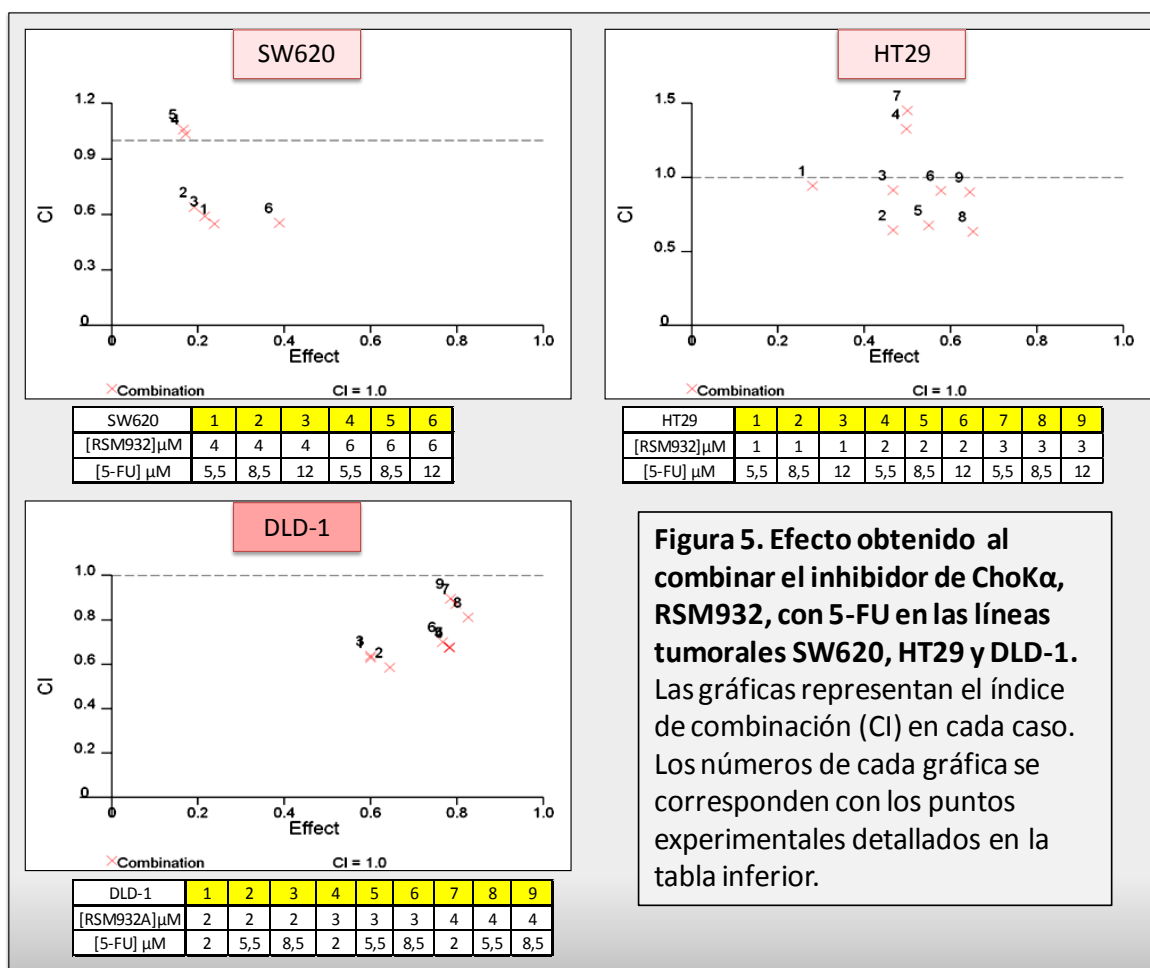 SW620
1.2
0.9
0.6
0.3
0
CI
5
4
2
3
1
6
0
0.2
0.4
0.6
0.8
1.0
Effect
Combination CI = 1.0
SW620 1 2 3 4 5 6
[RSM932]µM 4 4 4 6 6 6
[5-FU] µM 5,5 8,5 12 5,5 8,5 12
HT29
1.5
1.0
0.5
0
CI
7
4
1
3
6
9
2
5
8
0
0.2
0.4
0.6
0.8
1.0
Effect
Combination CI = 1.0
HT29 1 2 3 4 5 6 7 8 9
[RSM932]µM 1 1 1 2 2 2 3 3 3
[5-FU] µM 5,5 8,5 12 5,5 8,5 12 5,5 8,5 12
DLD-1
1.0
0.8
0.6
0.4
0.2
0
CI
9
7
8
6
3
2
0
0.2
0.4
0.6
0.8
1.0
Effect
Combination CI = 1.0
DLD-1 1 2 3 4 5 6 7 8 9
[RSM932A]µM 2 2 2 3 3 3 4 4 4
[5-FU] µM 2 5,5 8,5 2 5,5 8,5 2 5,5 8,5
Figura 5. Efecto obtenido al
combinar el inhibidor de ChoKα,
RSM932, con 5-FU en las líneas
tumorales SW620, HT29 y DLD-1.
Las gráficas representan el índice
de combinación (CI) en cada caso.
Los números de cada gráfica se
corresponden con los puntos
experimentales detallados en la
tabla inferior.